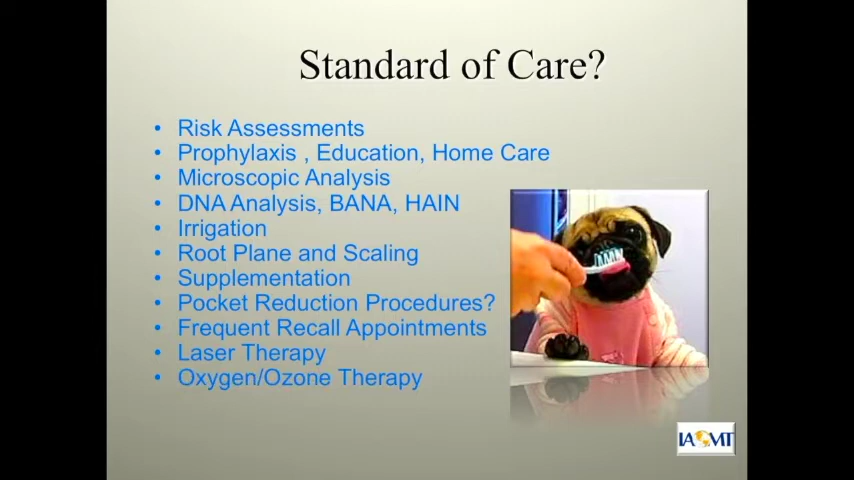 Standard of Care?
• Risk Assessments
• Prophylaxis , Education, Home Care
• Microscopic Analysis
• DNA Analysis, BANA, HAIN
• Irrigation
• Root Plane and Scaling
• Supplementation
• Pocket Reduction Procedures?
• Frequent Recall Appointments
• Laser Therapy
• Oxygen/Ozone Therapy
IAOMT